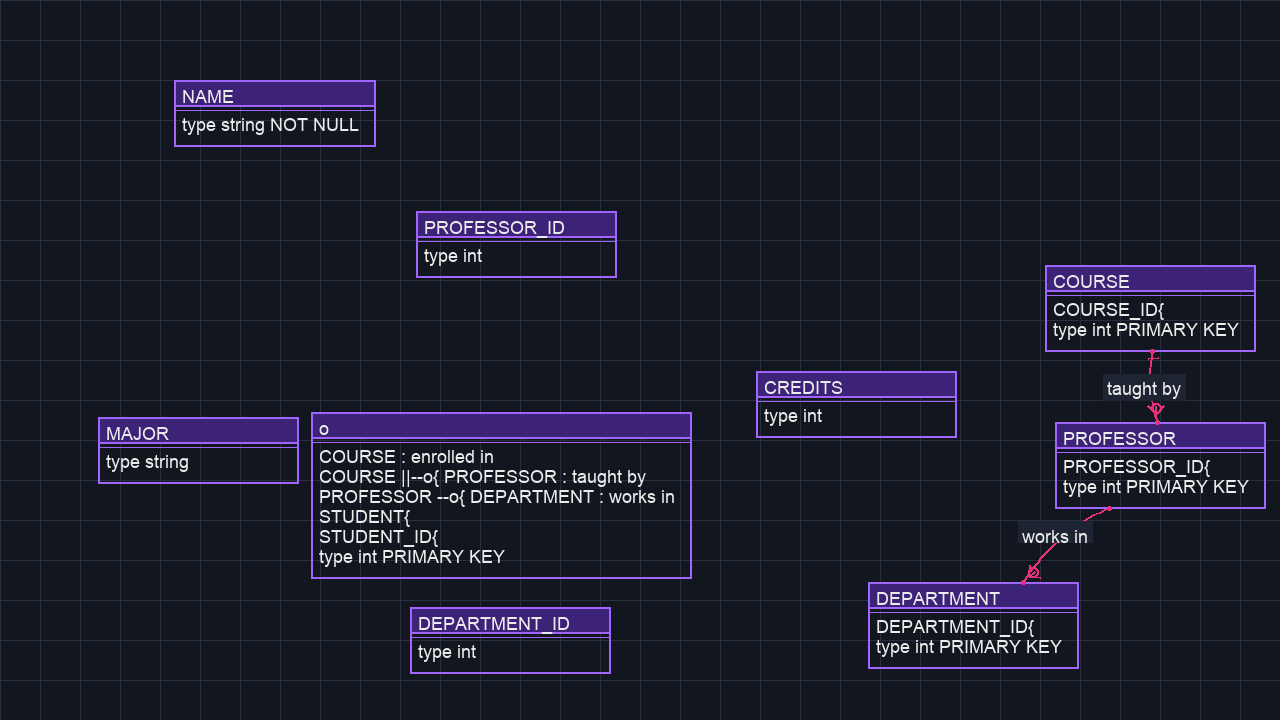 NAME
type string NOT NULL
PROFESSOR_ID
type int
COURSE
COURSE_ID{
type int PRIMARY KEY
taught by
CREDITS
type int
MAJOR
type string
o
COURSE : enrolled in
COURSE ||--o{ PROFESSOR : taught by
PROFESSOR --o{ DEPARTMENT : works in
STUDENT{
STUDENT_ID{
type int PRIMARY KEY
PROFESSOR
PROFESSOR_ID{
type int PRIMARY KEY
works in
DEPARTMENT
DEPARTMENT_ID{
type int PRIMARY KEY
DEPARTMENT_ID
type int